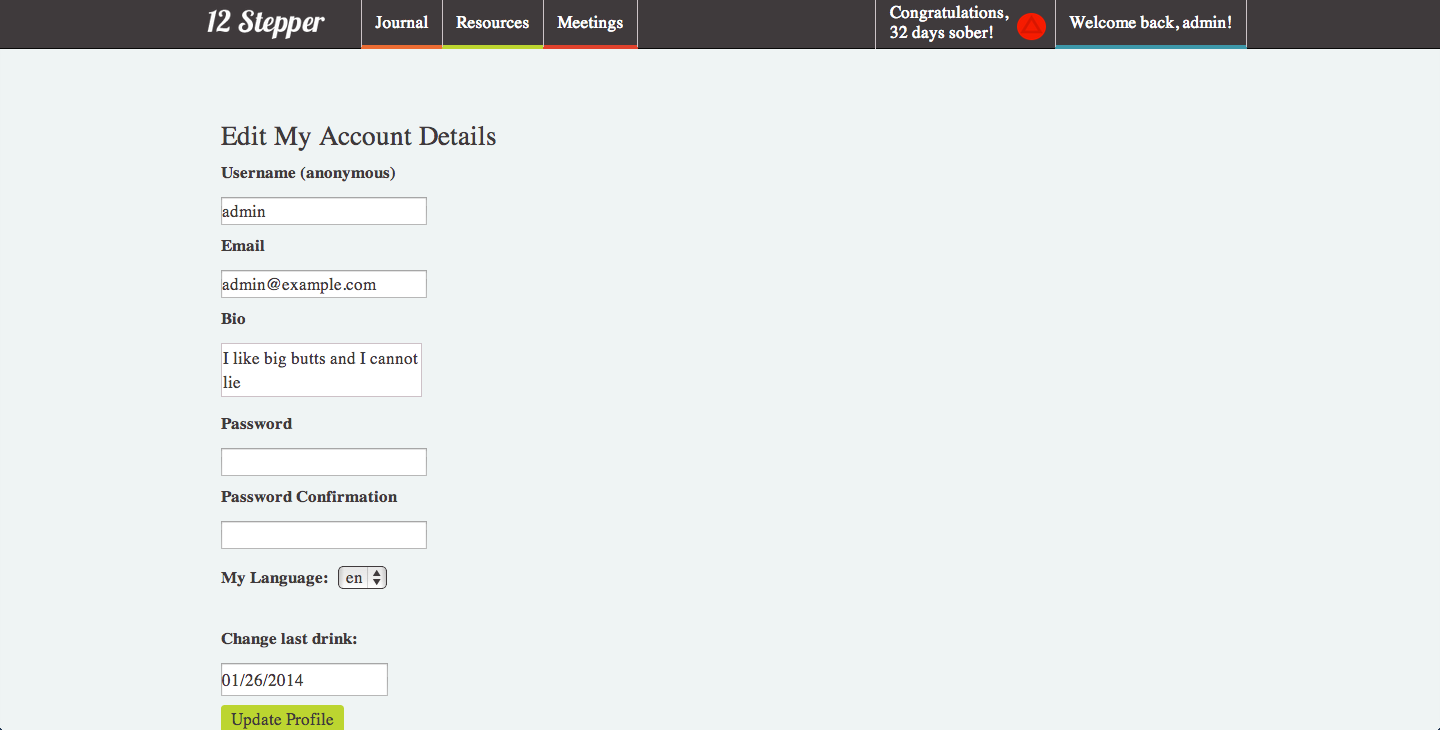 12 Stepper
Journal
Resources
Meetings
Congratulations,
32 days sober!
Welcome back, admin!
Edit My Account Details
Username (anonymous)
admin
Email
admin@example.com
Bio
I like big butts and I cannot
lie
Password
Password Confirmation
My Language: en
Change last drink:
01/26/2014
Update Profile